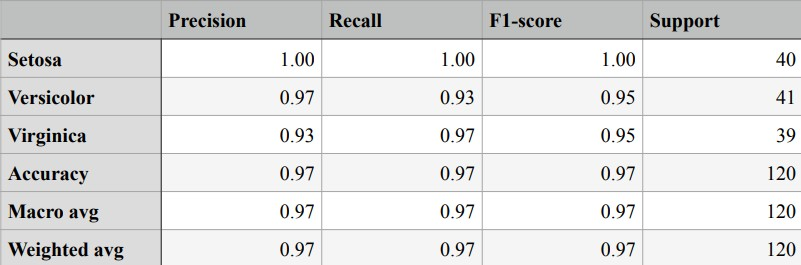 Precision Recall F1-score Support
Setosa 1.00 1.00 1.00 40
Versicolor 0.97 0.93 0.95 41
Virginica 0.93 0.97 0.95 39
Accuracy 0.97 0.97 0.97 120
Macro avg 0.97 0.97 0.97 120
Weighted avg 0.97 0.97 0.97 120